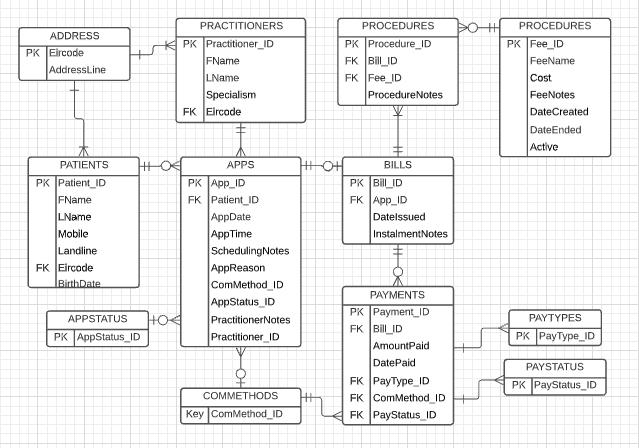 ADDRESS
PK Eircode
AddressLine
PRACTITIONERS
PK Practitioner_ID
FName
LName
Specialism
FK Eircode
PROCEDURES
PK Procedure_ID
FK Bill_ID
FK Fee_ID
ProcedureNotes
PROCEDURES
PK Fee_ID
FeeName
Cost
FeeNotes
DateCreated
DateEnded
Active
PATIENTS
PK Patient_ID
FName
LName
Mobile
Landline
FK Eircode
BirthDate
APPS
PK App_ID
FK Patient_ID
AppDate
AppTime
SchedulingNotes
AppReason
ComMethod_ID
AppStatus_ID
PractitionerNotes
Practitioner_ID
BILLS
PK Bill_ID
FK App_ID
DateIssued
InstalmentNotes
APPSTATUS
PK AppStatus_ID
COMMETHODS
Key ComMethod_ID
PAYMENTS
PK Payment_ID
FK Bill_ID
AmountPaid
DatePaid
FK PayType_ID
FK ComMethod_ID
FK PayStatus_ID
PAYTYPES
PK PayType_ID
PAYSTATUS
PK PayStatus_ID